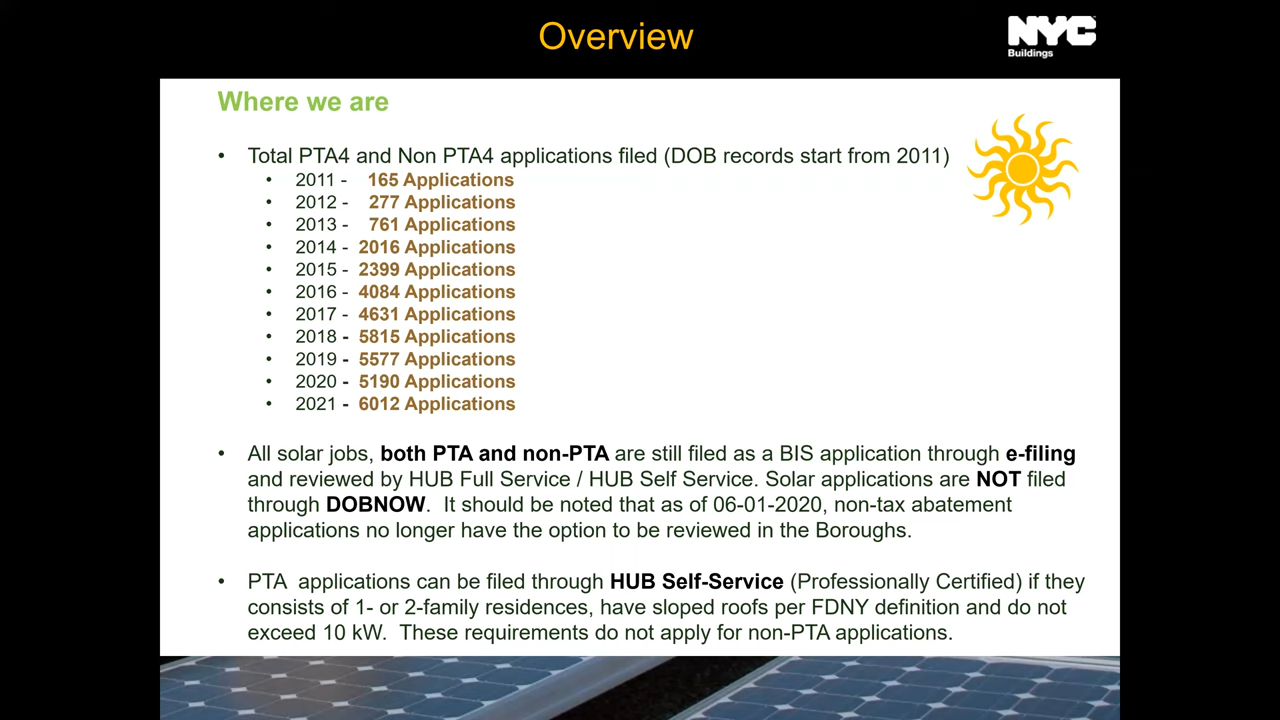 Overview
NYC
Buildings
Where we are
• Total PTA4 and Non PTA4 applications filed (DOB records start from 2011)
• 2011 - 165 Applications
• 2012 - 277 Applications
• 2013 - 761 Applications
• 2014 - 2016 Applications
• 2015 - 2399 Applications
• 2016 - 4084 Applications
• 2017 - 4631 Applications
• 2018 - 5815 Applications
• 2019 - 5577 Applications
• 2020 - 5190 Applications
• 2021 - 6012 Applications
• All solar jobs, both PTA and non-PTA are still filed as a BIS application through e-filing
and reviewed by HUB Full Service / HUB Self Service. Solar applications are NOT filed
through DOBNOW. It should be noted that as of 06-01-2020, non-tax abatement
applications no longer have the option to be reviewed in the Boroughs.
• PTA applications can be filed through HUB Self-Service (Professionally Certified) if they
consists of 1- or 2-family residences, have sloped roofs per FDNY definition and do not
exceed 10 kW. These requirements do not apply for non-PTA applications.